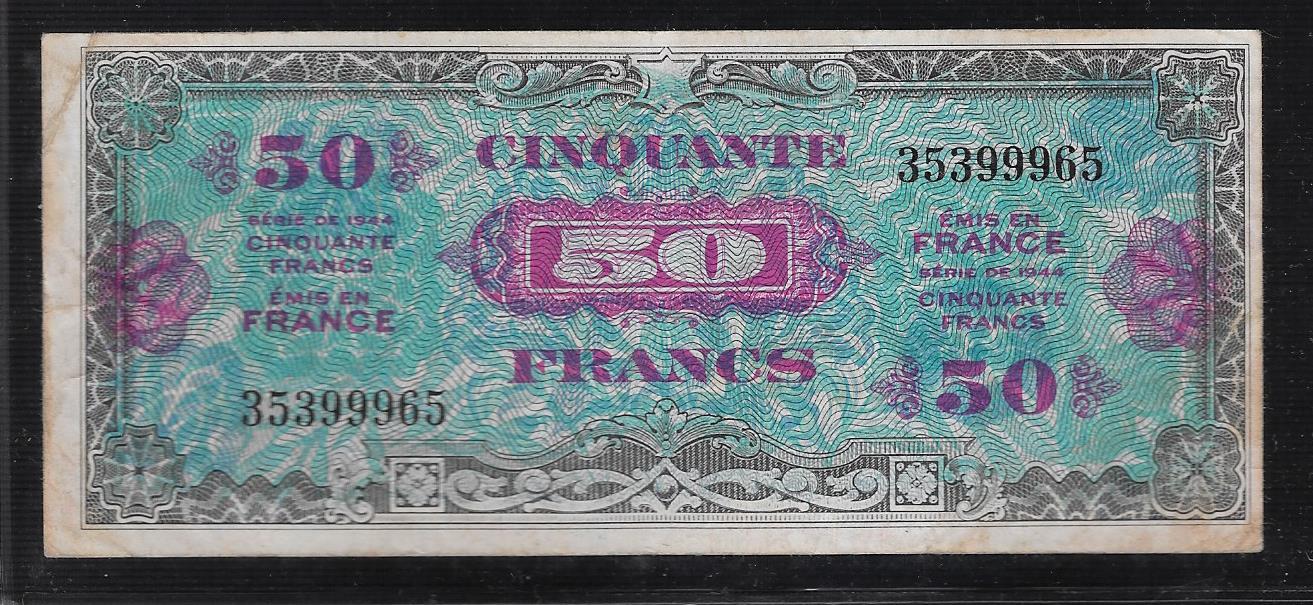 50
SÉRIE DE 1944
CINQUANTE
FRANCS
ÉMIS EN
FRANCE
35399965
CINQUANTE
50
FRANCS
35399965
ÉMIS EN
FRANCE
SÉRIE DE 1944
CINQUANTE
FRANCS
50